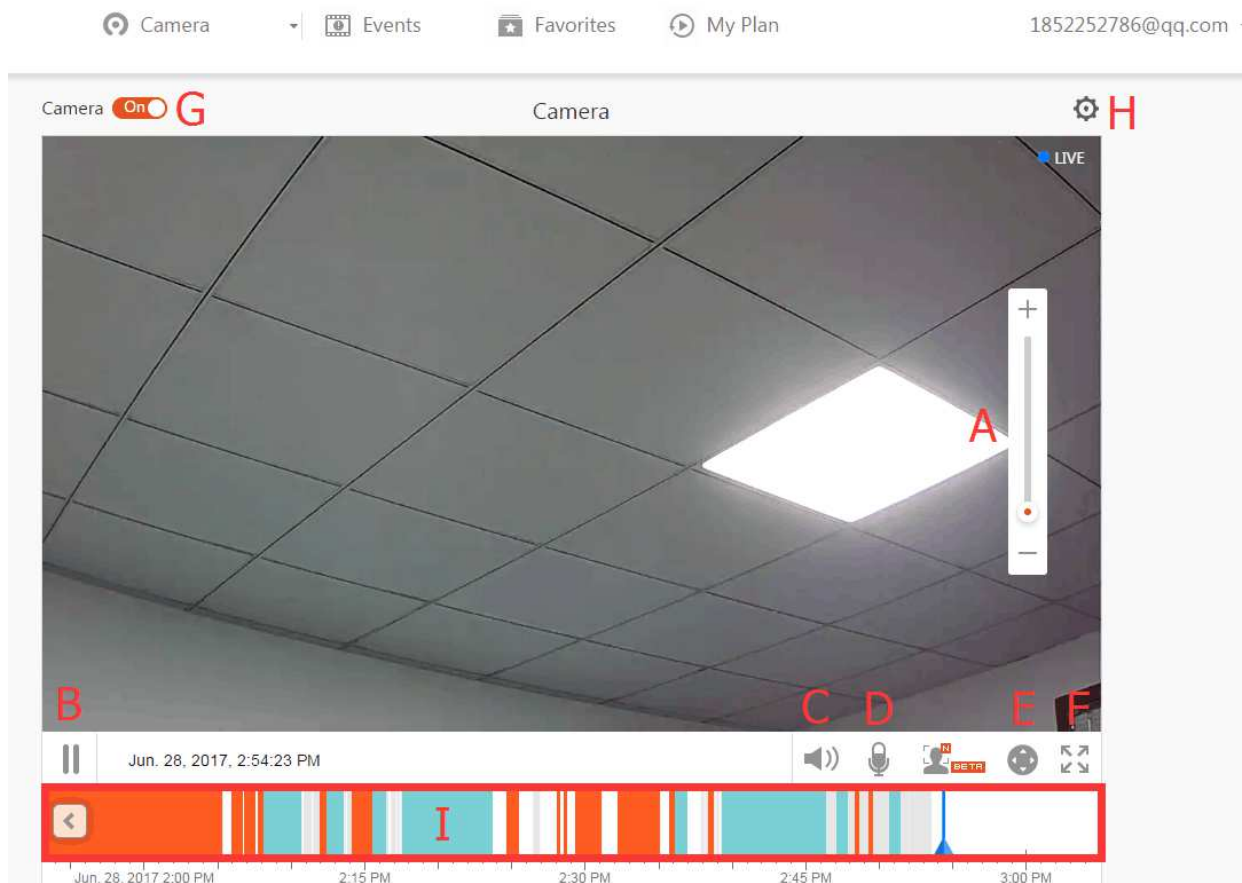 Camera Events Favorites My Plan 1852252786@qq.com
Camera On G Camera H
LIVE
A
B C D E F
Jun. 28, 2017, 2:54:23 PM N BETA
I
Jun. 28, 2017 2:00 PM 2:15 PM 2:30 PM 2:45 PM 3:00 PM